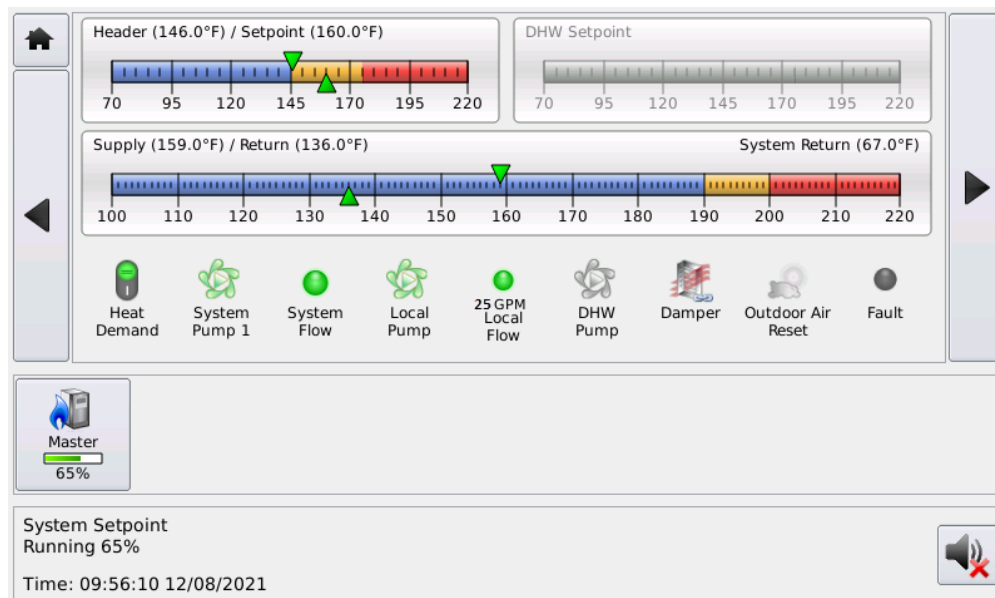 Header (146.0°F) / Setpoint (160.0°F)
70 95 120 145 170 195 220
DHW Setpoint
70 95 120 145 170 195 220
Supply (159.0°F) / Return (136.0°F) System Return (67.0°F)
100 110 120 130 140 150 160 170 180 190 200 210 220
Heat
Demand
System
Pump 1
System
Flow
Local
Pump
25 GPM
Local
Flow
DHW
Pump
Damper
Outdoor Air
Reset
Fault
Master
65%
System Setpoint
Running 65%
Time: 09:56:10 12/08/2021